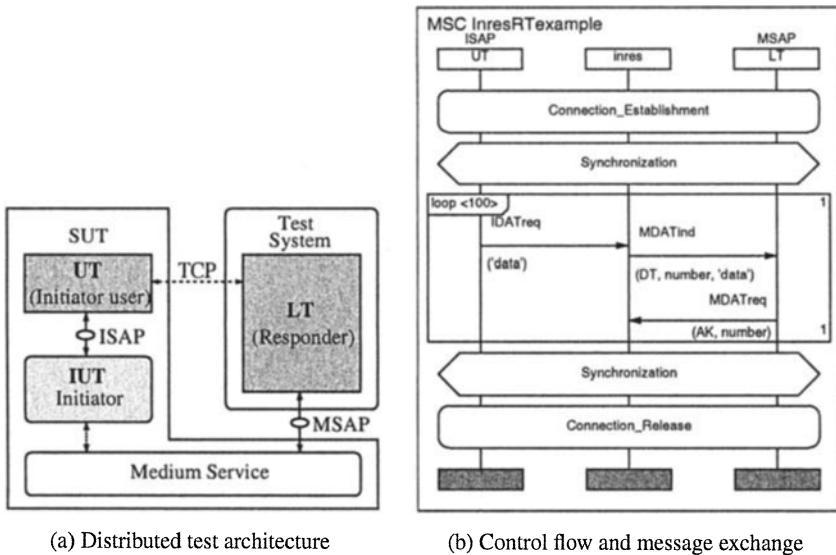 SUT
UT
(Initiator user)
ISAP
IUT
Initiator
TCP
Test
System
LT
(Responder)
MSAP
Medium Service
(a) Distributed test architecture
MSC InresRTexample
ISAP
UT
inres
MSAP
LT
Connection_Establishment
Synchronization
loop <100>
1
IDATreq
('data')
MDATind
(DT, number, 'data')
MDATreq
(AK, number)
1
Synchronization
Connection_Release
(b) Control flow and message exchange